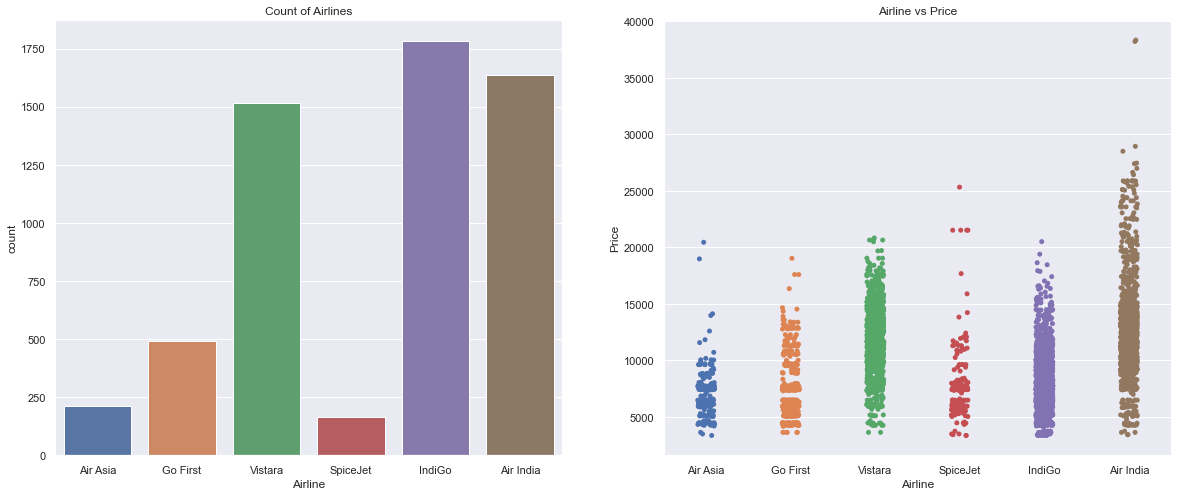 Count of Airlines
1750
1500
1250
1000
750
500
250
0
count
Air Asia
Go First
Vistara
SpiceJet
IndiGo
Air India
Airline
Airline vs Price
40000
35000
30000
25000
20000
15000
10000
5000
Price
Air Asia
Go First
Vistara
SpiceJet
IndiGo
Air India
Airline